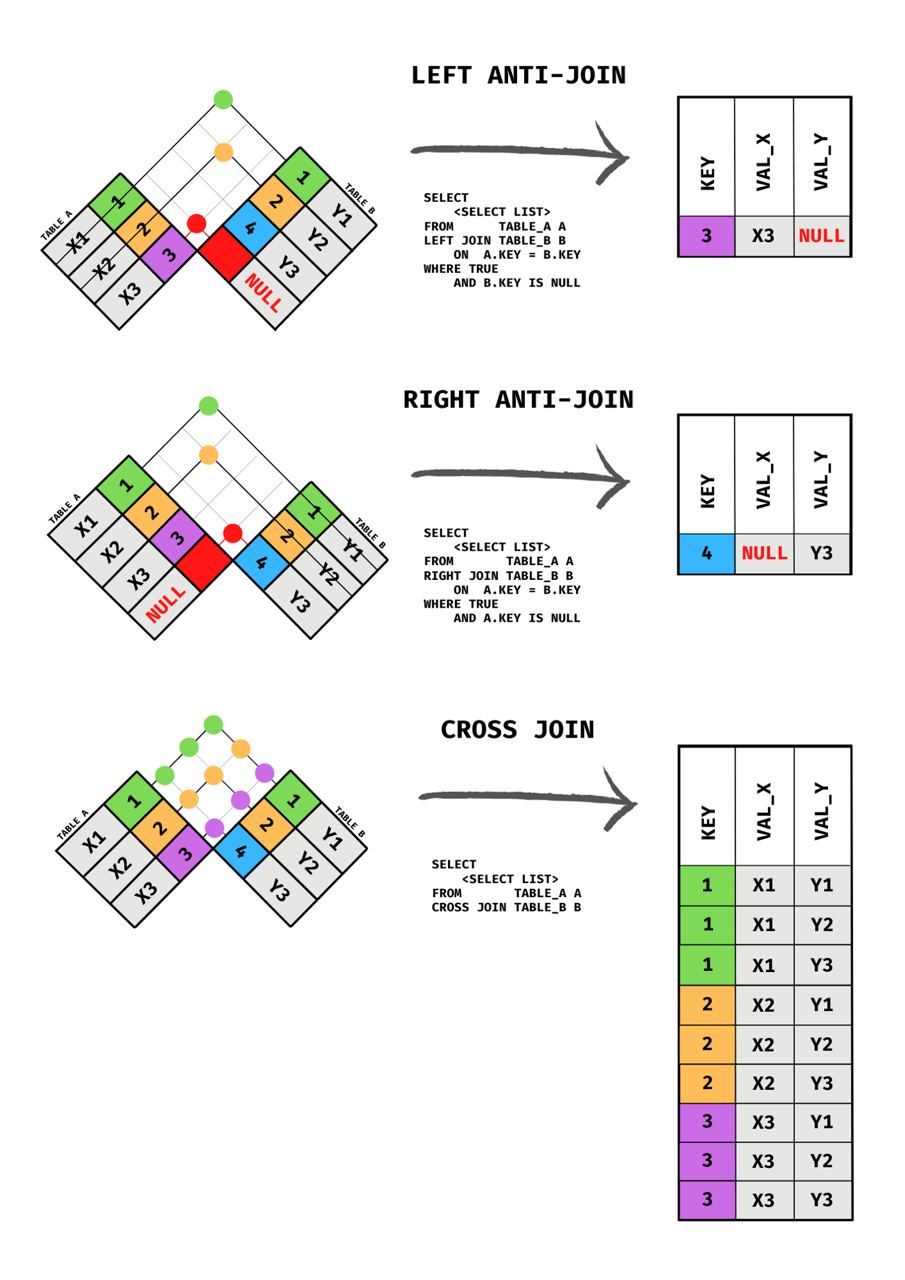 LEFT ANTI-JOIN
TABLE A
1
2
3
X1
X2
X3
TABLE B
1
2
4
Y1
Y2
Y3
NULL
SELECT
<SELECT LIST>
FROM TABLE_A A
LEFT JOIN TABLE_B B
ON A.KEY = B.KEY
WHERE TRUE
AND B.KEY IS NULL
KEY VAL_X VAL_Y
3 X3 NULL
RIGHT ANTI-JOIN
TABLE A
1
2
3
X1
X2
X3
NULL
TABLE B
1
2
4
Y1
Y2
Y3
SELECT
<SELECT LIST>
FROM TABLE_A A
RIGHT JOIN TABLE_B B
ON A.KEY = B.KEY
WHERE TRUE
AND A.KEY IS NULL
KEY VAL_X VAL_Y
4 NULL Y3
CROSS JOIN
TABLE A
1
2
3
X1
X2
X3
TABLE B
1
2
4
Y1
Y2
Y3
SELECT
<SELECT LIST>
FROM TABLE_A A
CROSS JOIN TABLE_B B
KEY VAL_X VAL_Y
1 X1 Y1
1 X1 Y2
1 X1 Y3
2 X2 Y1
2 X2 Y2
2 X2 Y3
3 X3 Y1
3 X3 Y2
3 X3 Y3